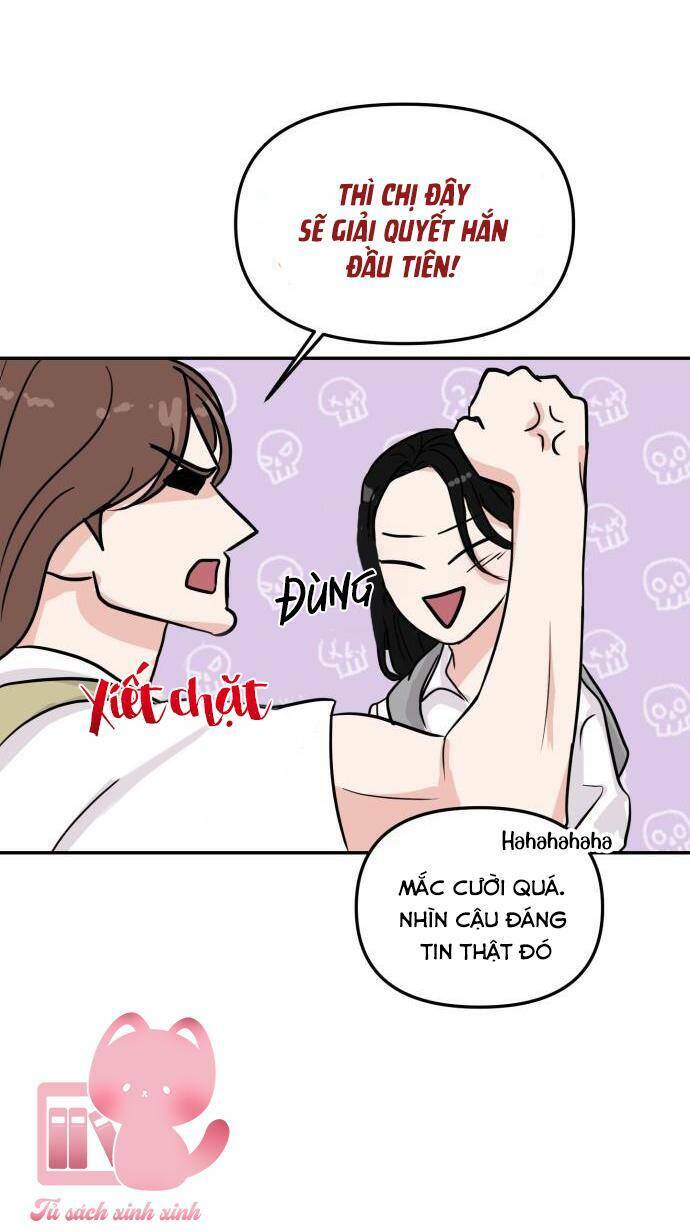 THÌ CHỊ ĐÂY
SẼ GIẢI QUYẾT HẮN
ĐẦU TIÊN!
ĐÙNG
Xiết chặt
Hahahahaha
MẮC CƯỜI QUÁ.
NHÌN CẬU ĐÁNG
TIN THẬT ĐÓ
Tủ sách xinh xinh